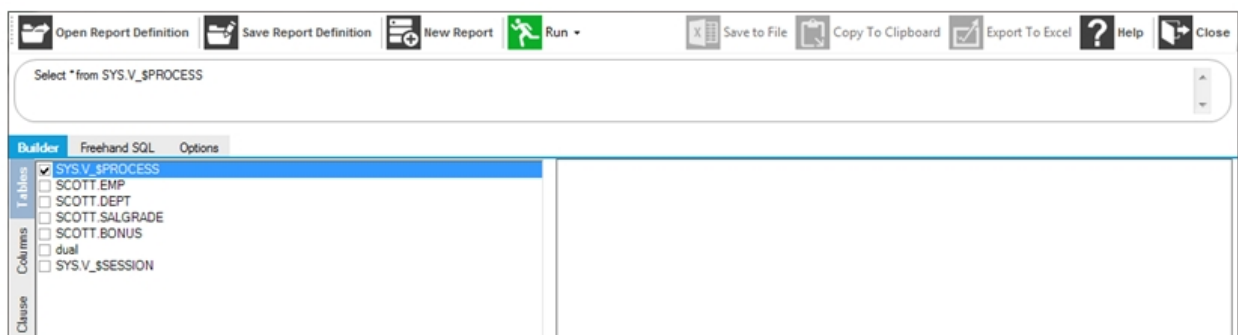 Open Report Definition Save Report Definition New Report Run Save to File Copy To Clipboard Export To Excel ? Help Close
Select * from SYS.V_$PROCESS
Builder Freehand SQL Options
Tables
SYS.V_$PROCESS
SCOTT.EMP
SCOTT.DEPT
SCOTT.SALGRADE
SCOTT.BONUS
dual
SYS.V_$SESSION
Columns
Clause